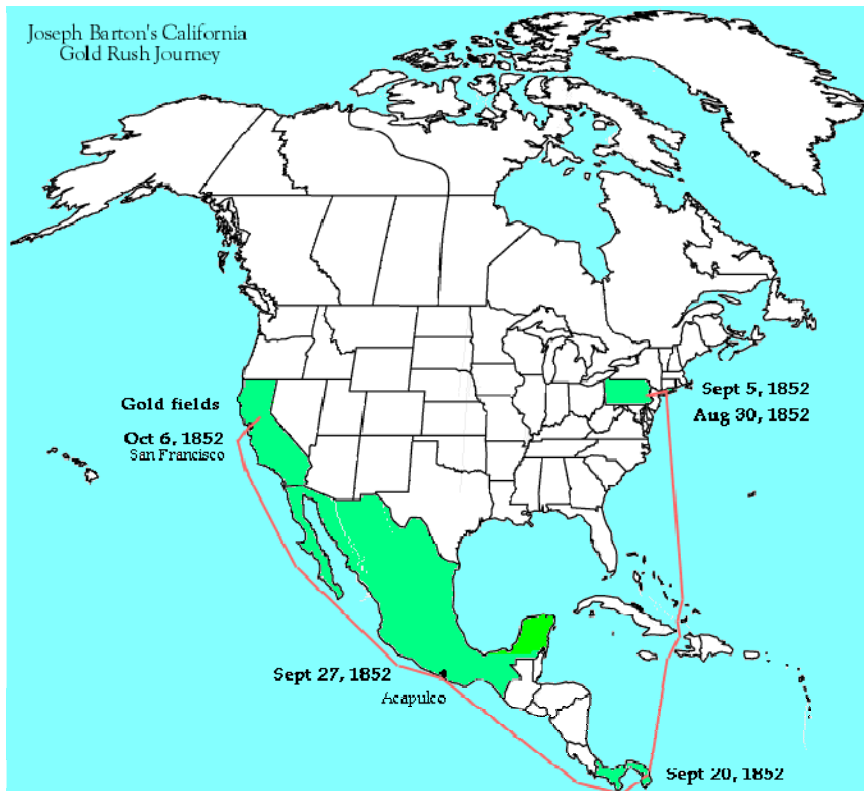 Joseph Barton's California
Gold Rush Journey
Sept 5, 1852
Aug 30, 1852
Gold fields
Oct 6, 1852
San Francisco
Sept 27, 1852
Acapulco
Sept 20, 1852